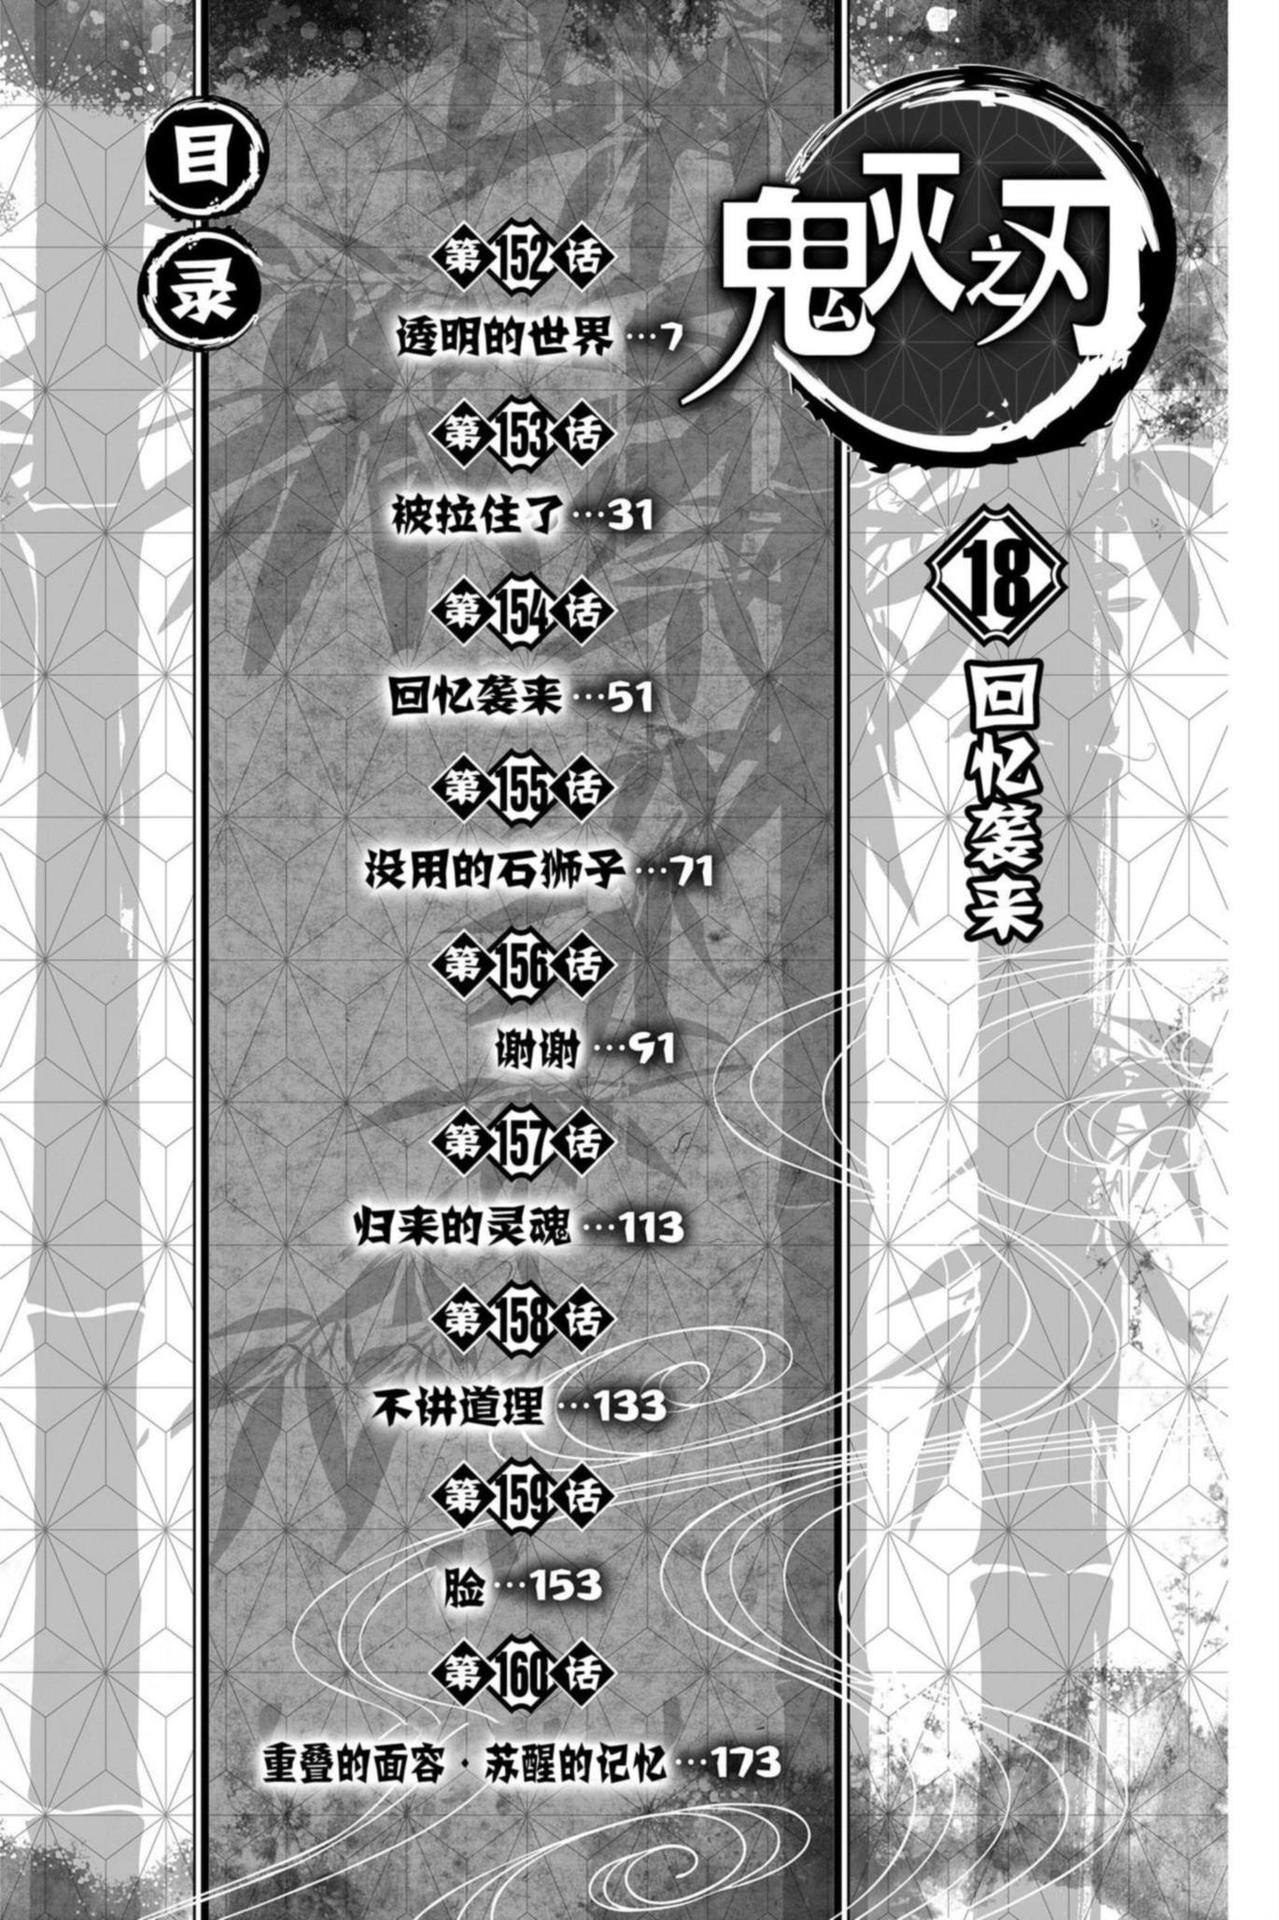 鬼灭之刃
18
回忆袭来
目录
第152话
透明的世界…7
第153话
被拉住了…31
第154话
回忆袭来…51
第155话
没用的石狮子…71
第156话
谢谢…91
第157话
归来的灵魂…113
第158话
不讲道理…133
第159话
脸…153
第160话
重叠的面容·苏醒的记忆…173